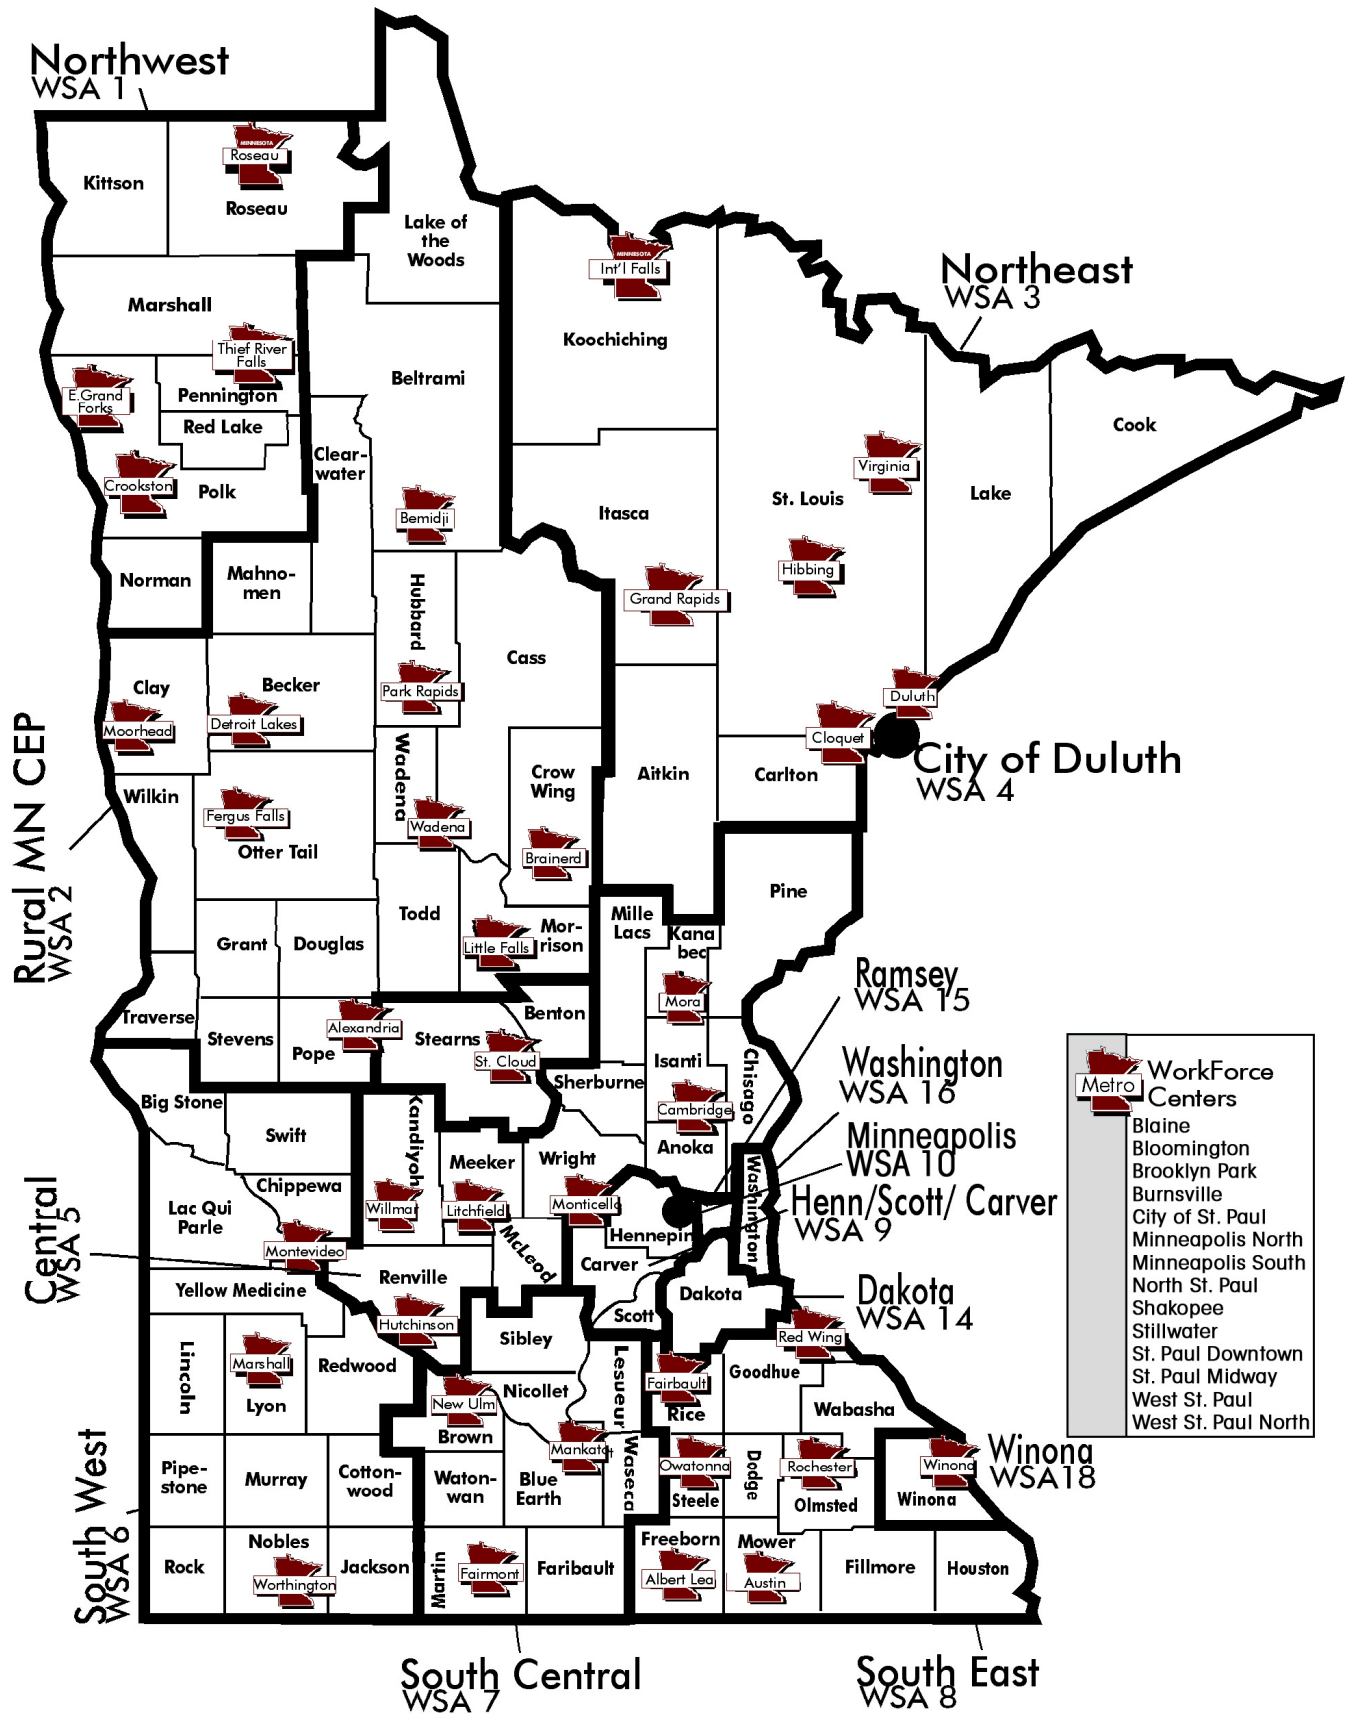 Northwest
WSA 1
MINNESOTA
Roseau
Kittson
Roseau
Lake of
the
Woods
MINNESOTA
Int'l Falls
Northeast
WSA 3
Marshall
Koochiching
Thief River
Falls
Beltrami
E.Grand
Forks
Pennington
Red Lake
Cook
Clear-
water
Virginia
Crookston
Polk
St. Louis
Lake
Itasca
Bemidji
Hibbing
Norman
Mahno-
men
Hubbard
Grand Rapids
Cass
Clay
Becker
Park Rapids
Duluth
Moorhead
Detroit Lakes
Cloquet
City of Duluth
WSA 4
Rural MN CEP
WSA 2
Wilkin
Wadena
Crow
Wing
Aitkin
Carlton
Fergus Falls
Otter Tail
Wadena
Brainerd
Pine
Todd
Mille
Lacs
Grant
Douglas
Little Falls
Mor-
rison
Kana
bec
Ramsey
WSA 15
Mora
Traverse
Stevens
Pope
Alexandria
Stearns
Benton
St. Cloud
Isanti
Chisago
Washington
WSA 16
Sherburne
Big Stone
Kandiyohi
Cambridge
Swift
Anoka
Minneapolis
WSA 10
Meeker
Wright
Chippewa
Washington
Lac Qui
Parle
Willmar
Litchfield
Monticello
Henn/Scott/ Carver
WSA 9
Central
WSA 5
Hennepin
McLeod
Montevideo
Carver
Renville
Yellow Medicine
Dakota
Dakota
WSA 14
Scott
Hutchinson
Sibley
Red Wing
Lincoln
Marshall
Lyon
Redwood
Lesueur
Goodhue
Faribault
Rice
Nicollet
New Ulm
Brown
Wabasha
Mankato
South West
WSA 6
Pipe-
stone
Murray
Cotton-
wood
Waton-
wan
Blue
Earth
Waseca
Owatonna
Steele
Dodge
Rochester
Olmsted
Winona
Winona
Winona
WSA18
Rock
Nobles
Worthington
Jackson
Martin
Fairmont
Faribault
Freeborn
Albert Lea
Mower
Austin
Fillmore
Houston
South Central
WSA 7
South East
WSA 8
Metro
WorkForce
Centers
Blaine
Bloomington
Brooklyn Park
Burnsville
City of St. Paul
Minneapolis North
Minneapolis South
North St. Paul
Shakopee
Stillwater
St. Paul Downtown
St. Paul Midway
West St. Paul
West St. Paul North